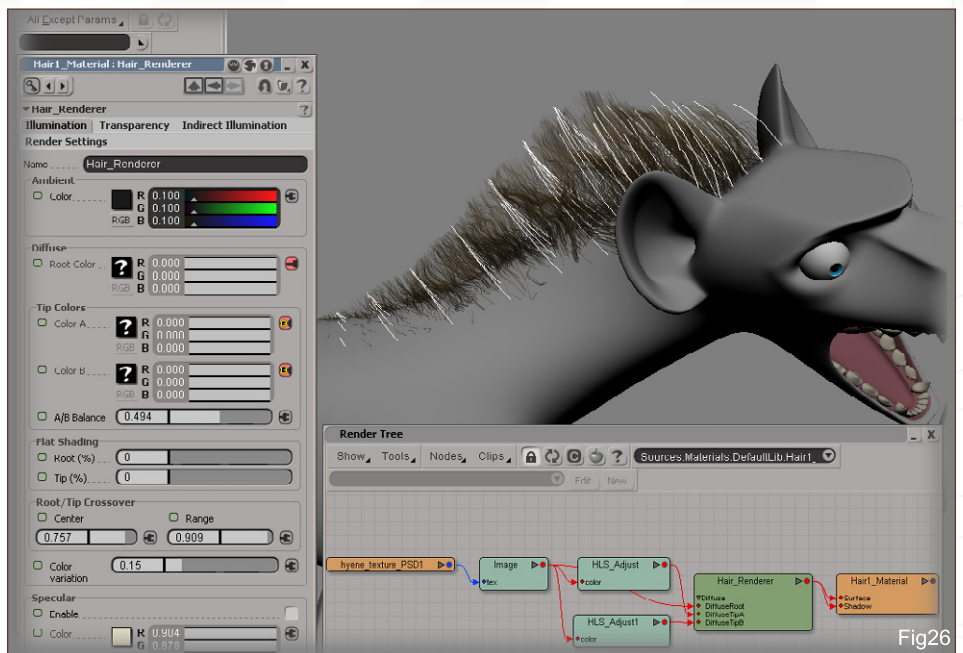 All Except Params
Hair1_Material : Hair_Renderer
Hair_Renderer
Illumination Transparency Indirect Illumination
Render Settings
Name Hair_Renderer
Ambient
Color R 0.100
G 0.100
RGB B 0.100
Diffuse
Root Color ? R 0.000
G 0.000
RGB B 0.000
Tip Colors
Color A ? R 0.000
G 0.000
RGB B 0.000
Color B ? R 0.000
G 0.000
RGB B 0.000
A/B Balance 0.494
Flat Shading
Root (%) 0
Tip (%) 0
Root/Tip Crossover
Center Range
0.757 0.909
Color variation 0.15
Specular
Enable
Color R 0.904
G 0.878
Render Tree
Show Tools Nodes Clips Sources.Materials.DefaultLib.Hair1_
Edit New
hyene_texture_PSD1
Image
tex
HLS_Adjust
color
HLS_Adjust1
color
Hair_Renderer
Diffuse
DiffuseRoot
DiffuseTipA
DiffuseTipB
Hair1_Material
Surface
Shadow
Fig26